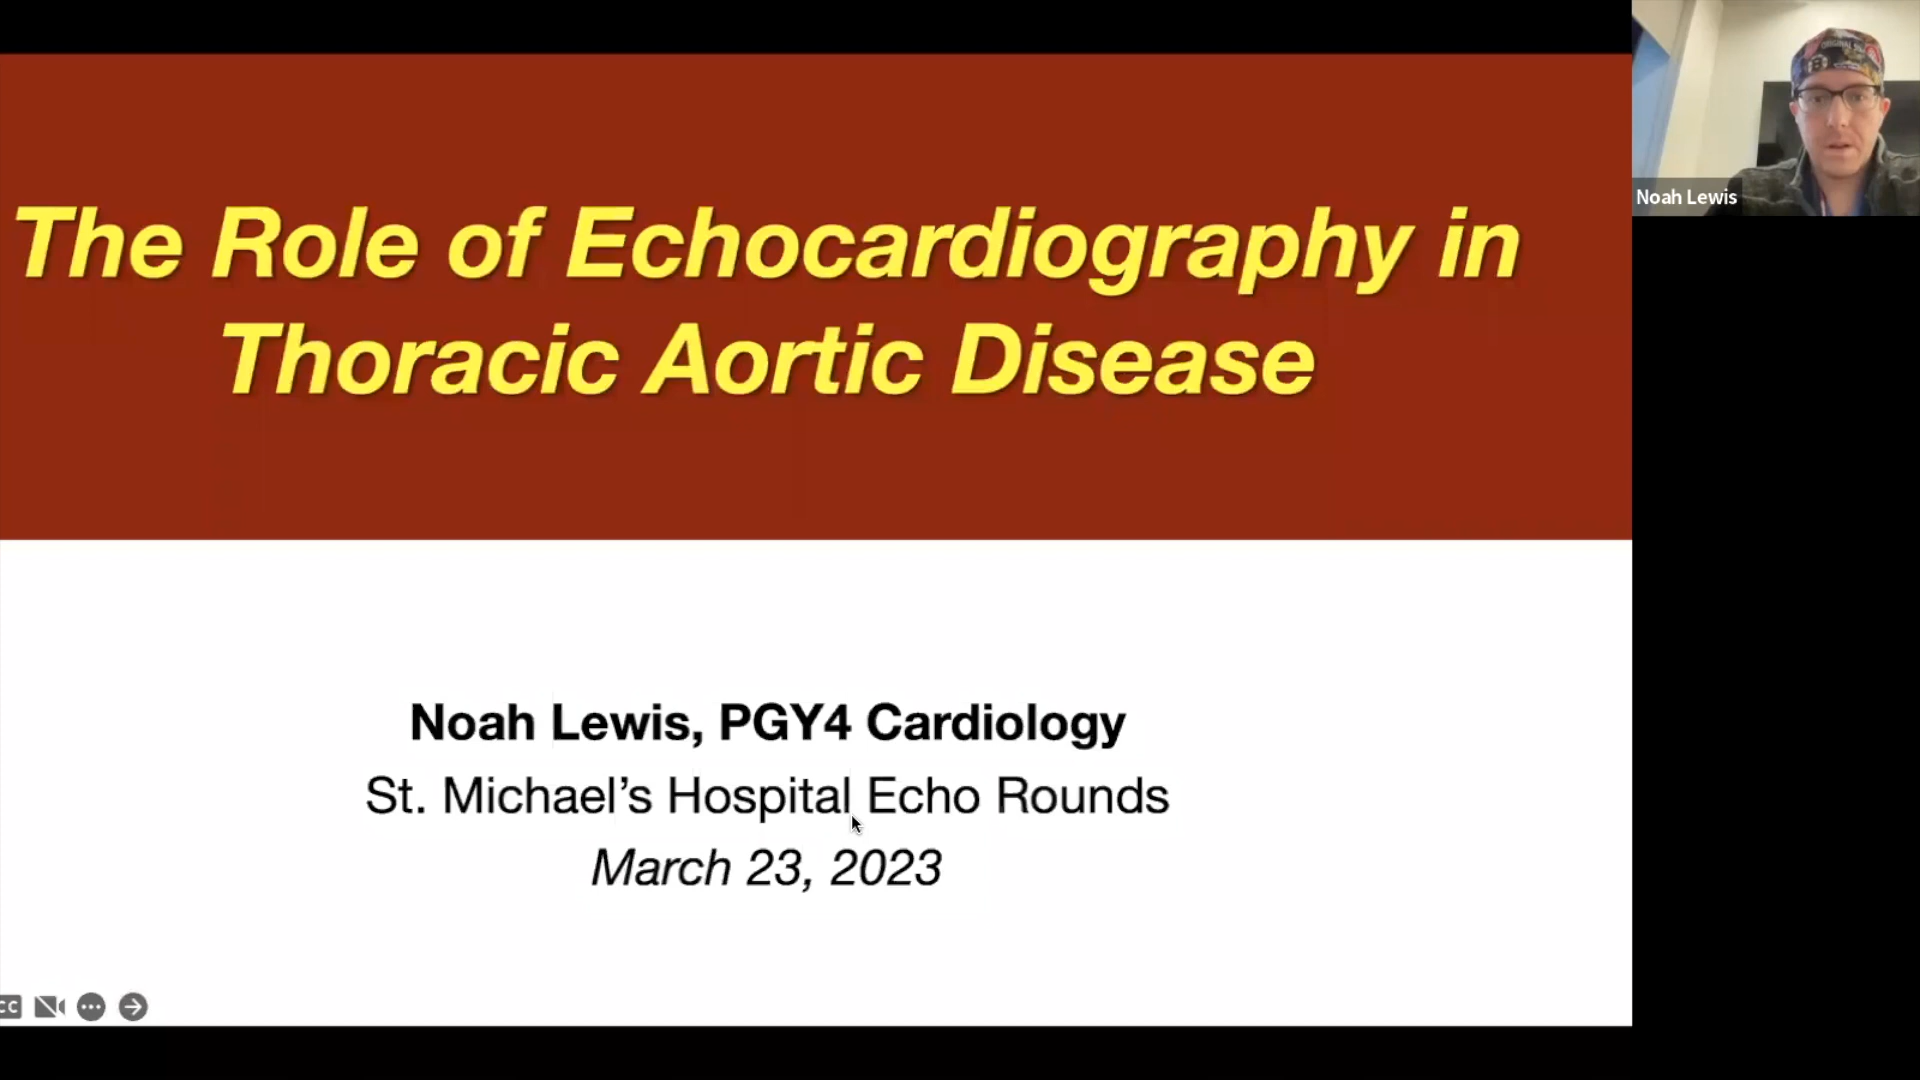 The Role of Echocardiography in
Thoracic Aortic Disease
Noah Lewis
Noah Lewis, PGY4 Cardiology
St. Michael’s Hospital Echo Rounds
March 23, 2023
CC